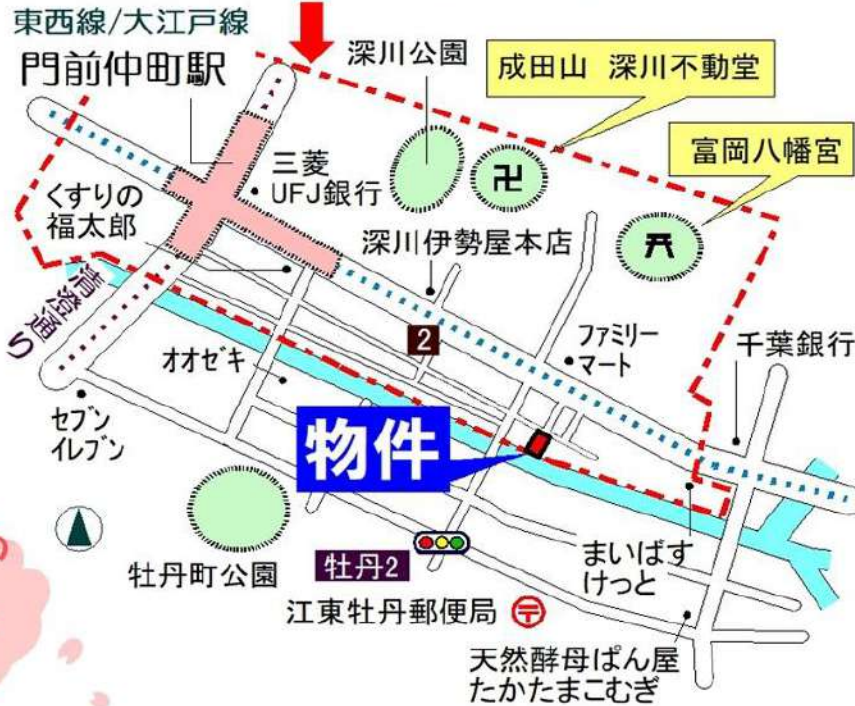 東西線/大江戸線
門前仲町駅
深川公園
成田山 深川不動堂
富岡八幡宮
三菱
UFJ銀行
くすりの
福太郎
深川伊勢屋本店
清澄通り
2
ファミリー
マート
千葉銀行
オオゼキ
セブン
イレブン
物件
まいばす
けっと
牡丹町公園
牡丹2
江東牡丹郵便局
天然酵母ぱん屋
たかたまこむぎ